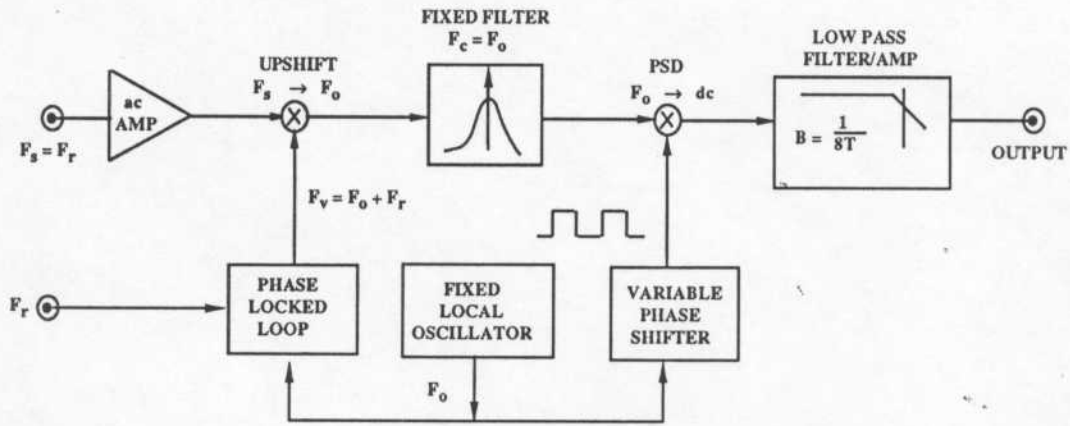 FIXED FILTER
F_c = F_o
UPSHIFT
F_s → F_o
PSD
F_o → dc
LOW PASS
FILTER/AMP
ac
AMP
F_s = F_r
B = 1/8T
OUTPUT
F_v = F_o + F_r
F_r
PHASE
LOCKED
LOOP
FIXED
LOCAL
OSCILLATOR
VARIABLE
PHASE
SHIFTER
F_o